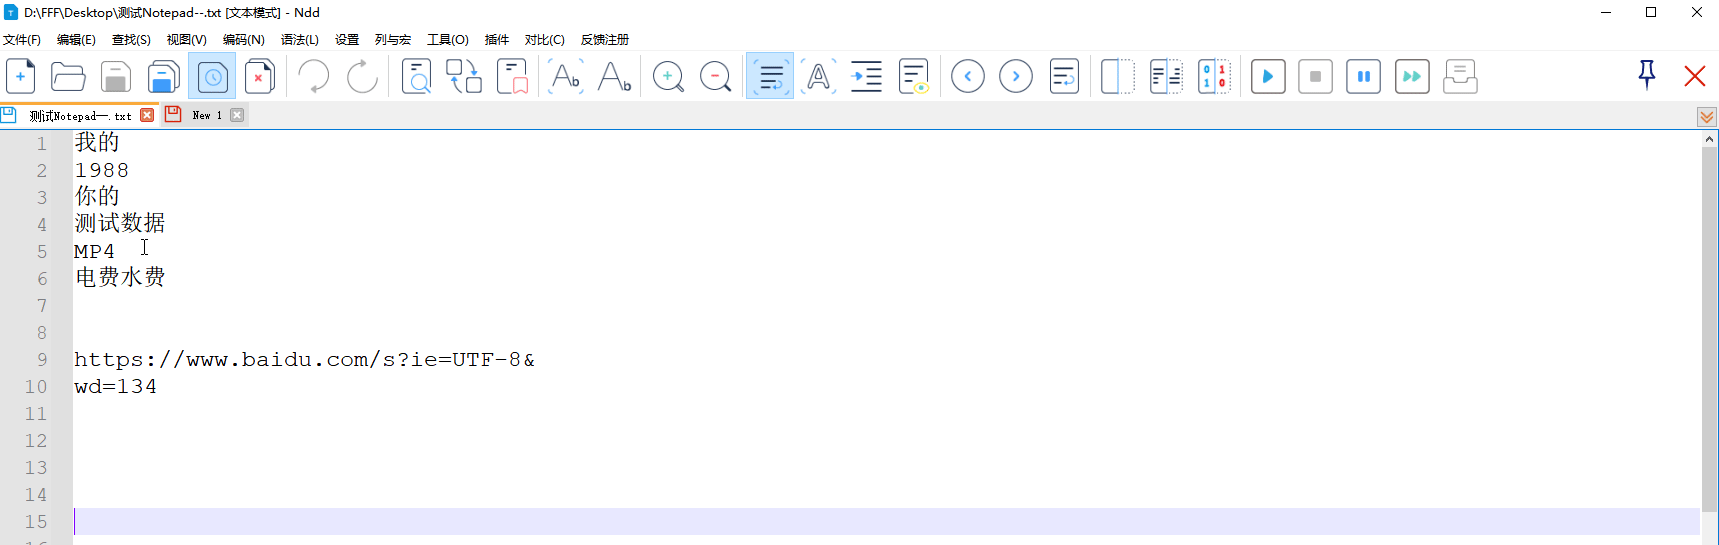 D:\FFF\Desktop\测试Notepad--.txt [文本模式] - Ndd
文件(F) 编辑(E) 查找(S) 视图(V) 编码(N) 语法(L) 设置 列与宏 工具(O) 插件 对比(C) 反馈注册
测试Notepad--.txt New 1
1 我的
2 1988
3 你的
4 测试数据
5 MP4
6 电费水费
7
8
9 https://www.baidu.com/s?ie=UTF-8&
10 wd=134
11
12
13
14
15